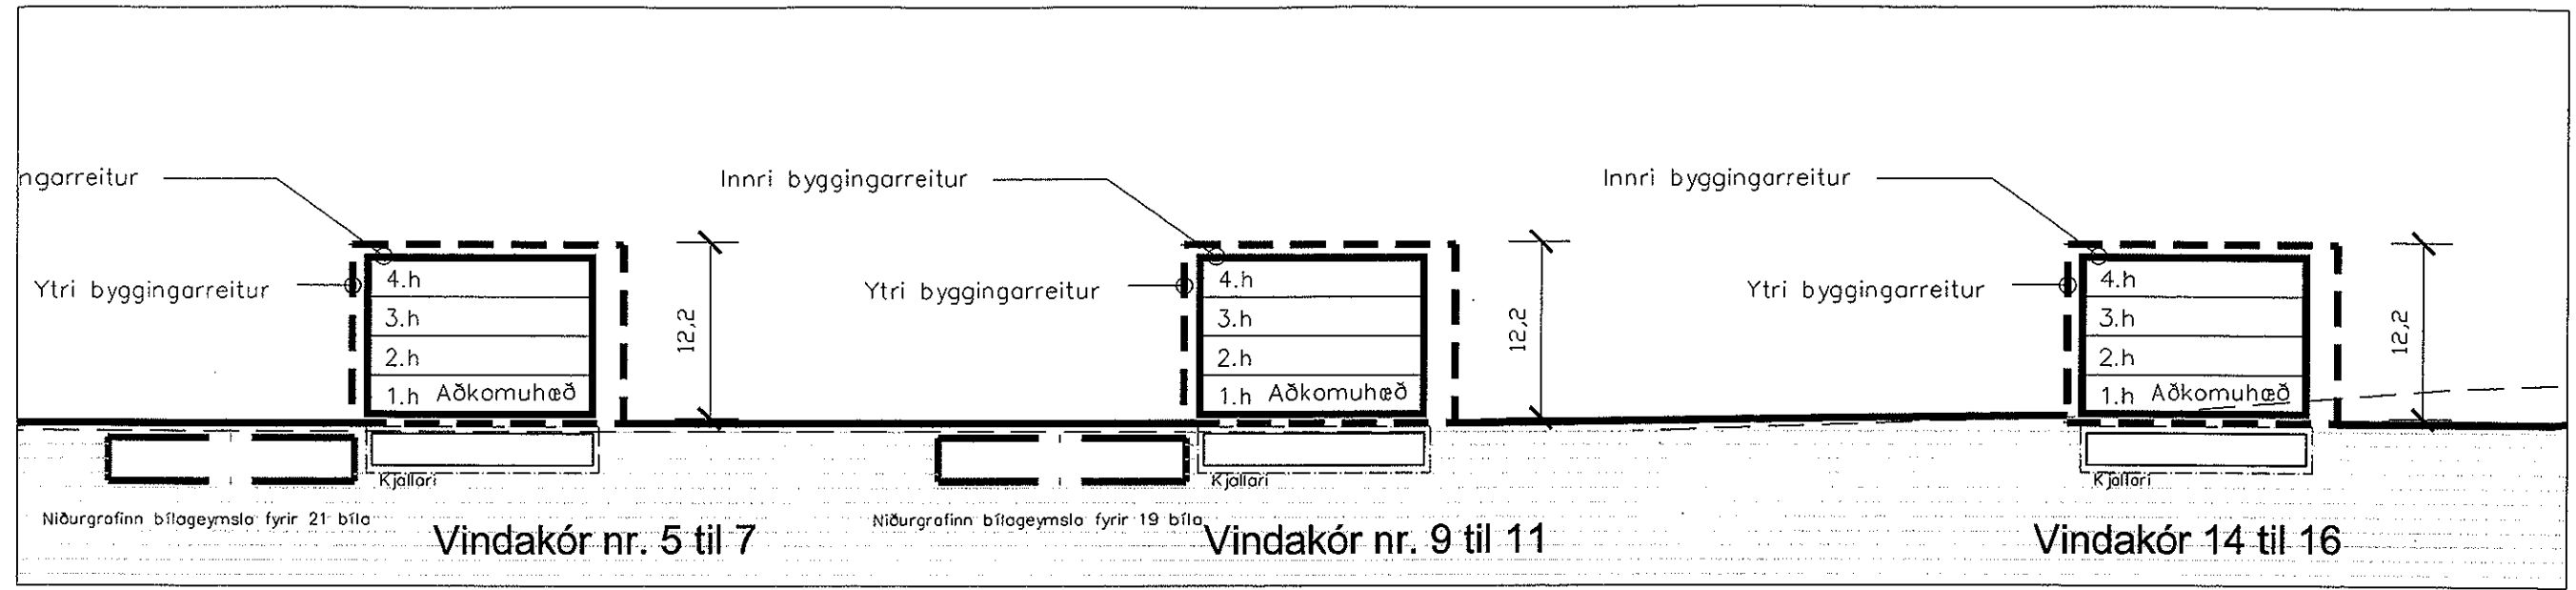 ngarreitur
Ytri byggingarreitur
4.h
3.h
2.h
1.h Aðkomuhæð
12,2
Kjallari
Niðurgrafinn bílageymsla fyrir 21 bíla
Vindakór nr. 5 til 7
Innri byggingarreitur
Ytri byggingarreitur
4.h
3.h
2.h
1.h Aðkomuhæð
12,2
Kjallari
Niðurgrafinn bílageymsla fyrir 19 bíla
Vindakór nr. 9 til 11
Innri byggingarreitur
Ytri byggingarreitur
4.h
3.h
2.h
1.h Aðkomuhæð
12,2
Kjallari
Vindakór 14 til 16